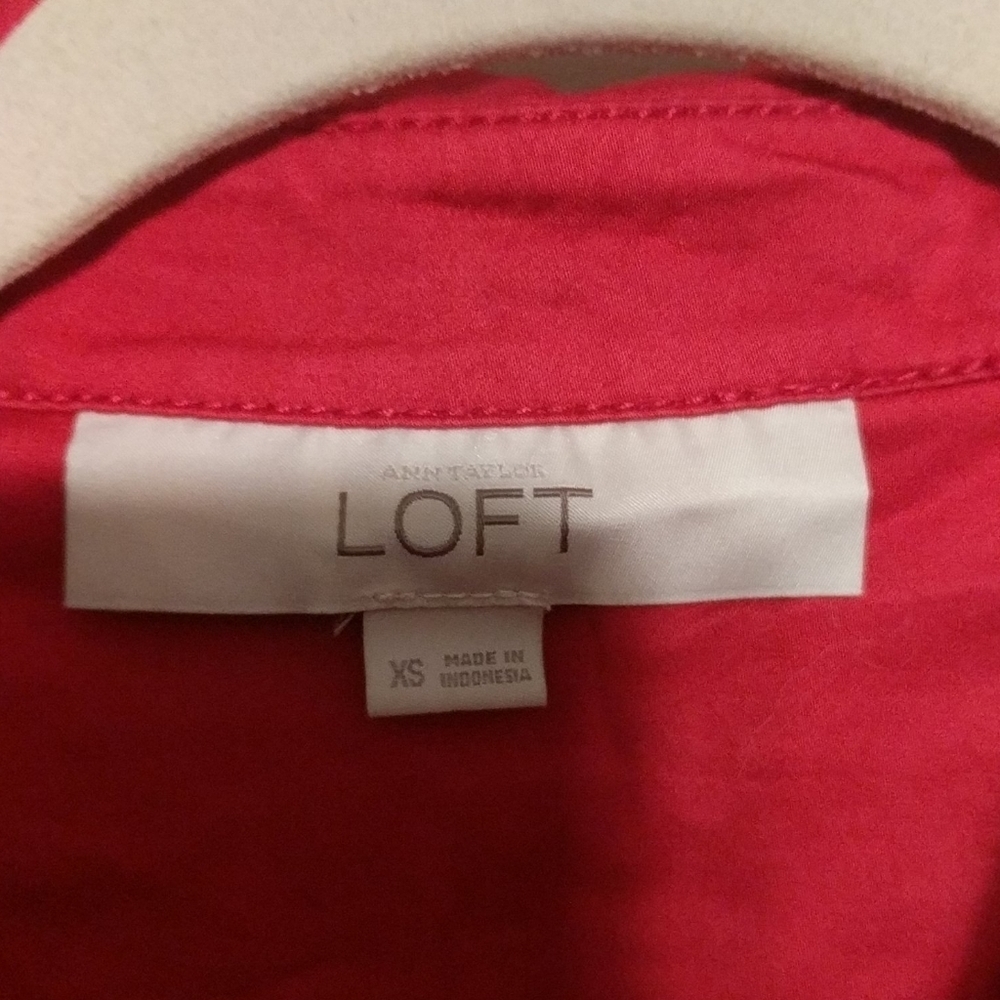 ANN TAYLOR
LOFT
XS
MADE IN
INDONESIA